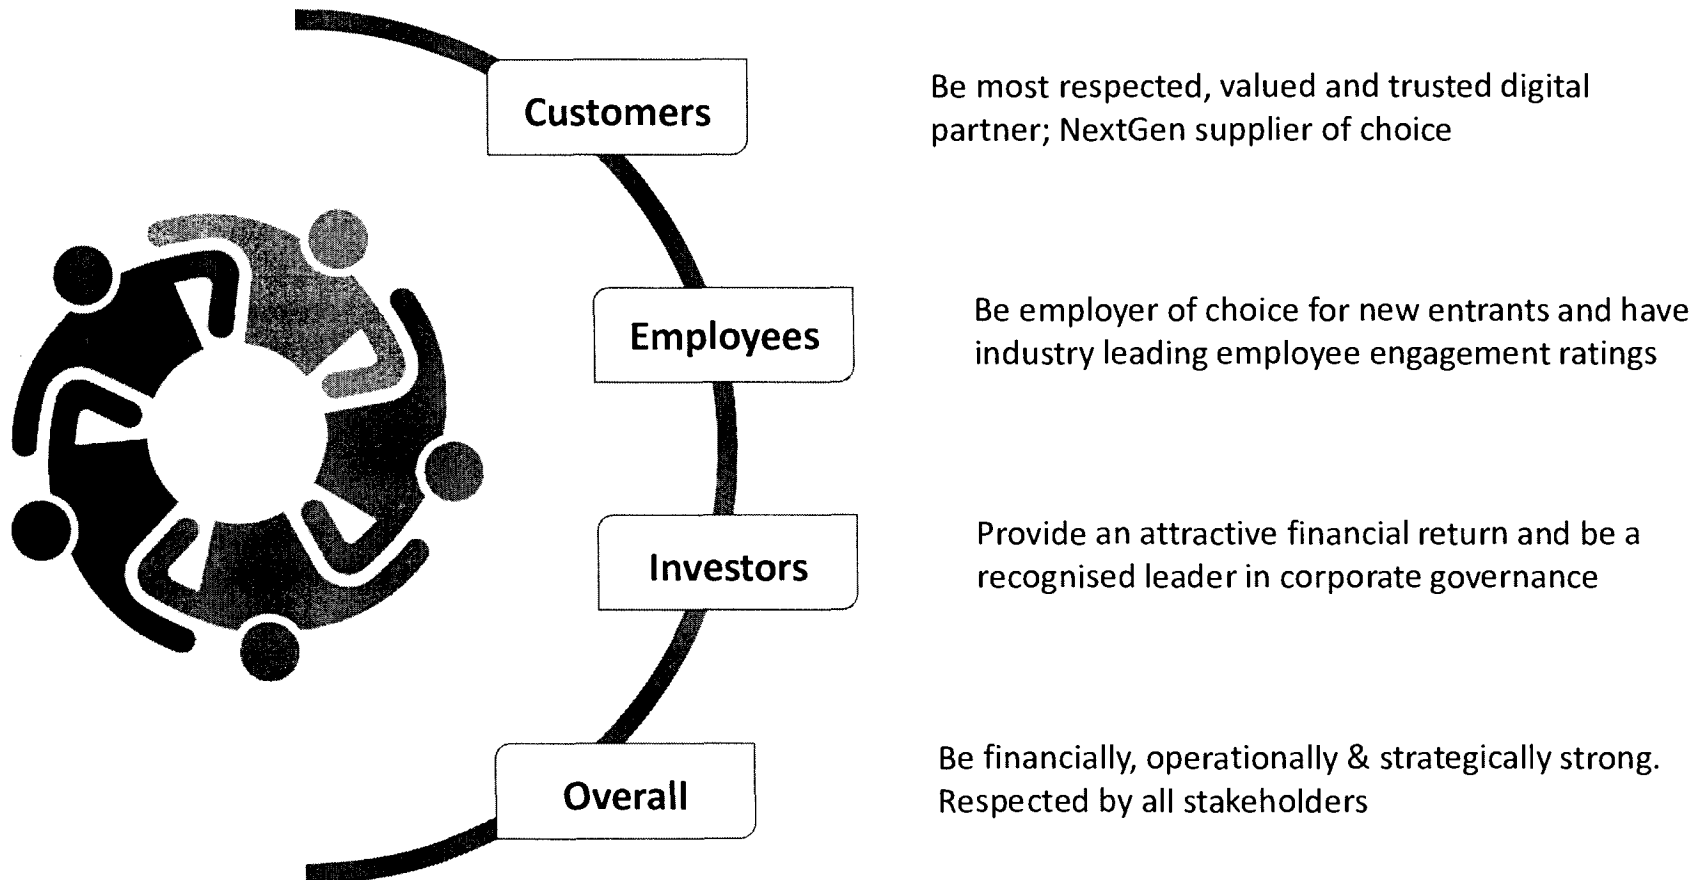 Customers
Be most respected, valued and trusted digital
partner; NextGen supplier of choice
Employees
Be employer of choice for new entrants and have
industry leading employee engagement ratings
Investors
Provide an attractive financial return and be a
recognised leader in corporate governance
Overall
Be financially, operationally & strategically strong.
Respected by all stakeholders